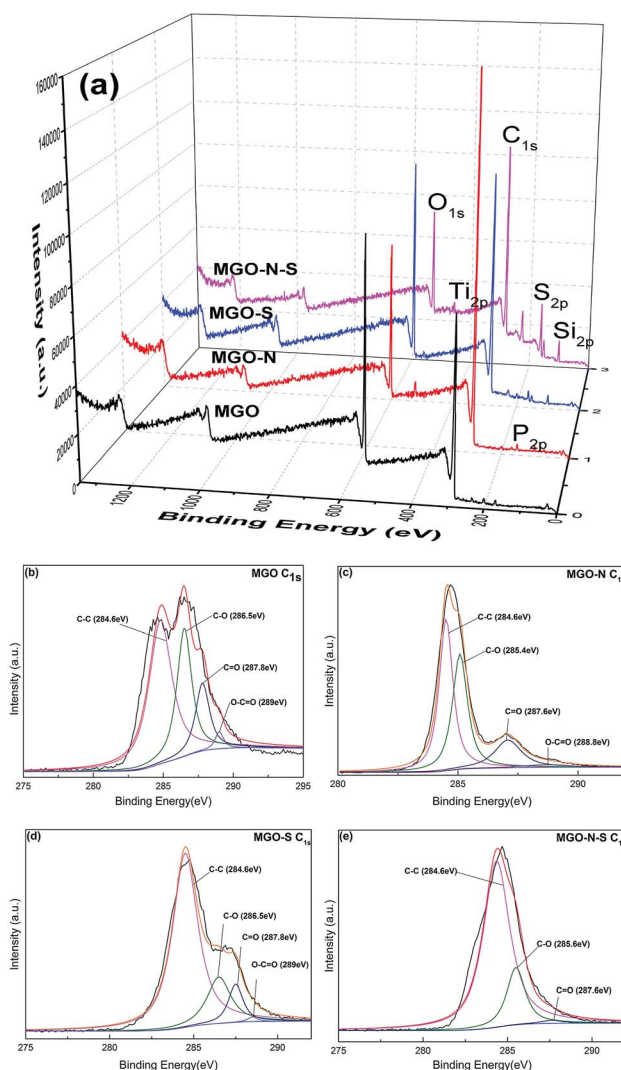 (a)
160000
140000
120000
100000
80000
60000
40000
20000
0
Intensity (a.u.)
MGO-N-S
MGO-S
MGO-N
MGO
O1s
C1s
Ti2p
S2p
Si2p
P2p
3
2
1
0
1200
1000
800
600
400
200
0
Binding Energy (eV)
(b) MGO C1s
C-C (284.6eV)
C-O (286.5eV)
C=O (287.8eV)
O-C=O (289eV)
Intensity (a.u.)
275 280 285 290 295
Binding Energy(eV)
(c) MGO-N C1
C-C (284.6eV)
C-O (285.4eV)
C=O (287.6eV)
O-C=O (288.8eV)
Intensity (a.u.)
280 285 290
Binding Energy(eV)
(d) MGO-S C1s
C-C (284.6eV)
C-O (286.5eV)
C=O (287.8eV)
O-C=O (289eV)
Intensity (a.u.)
275 280 285 290
Binding Energy(eV)
(e) MGO-N-S C1
C-C (284.6eV)
C-O (285.6eV)
C=O (287.6eV)
Intensity (a.u.)
275 280 285 290
Binding Energy(eV)